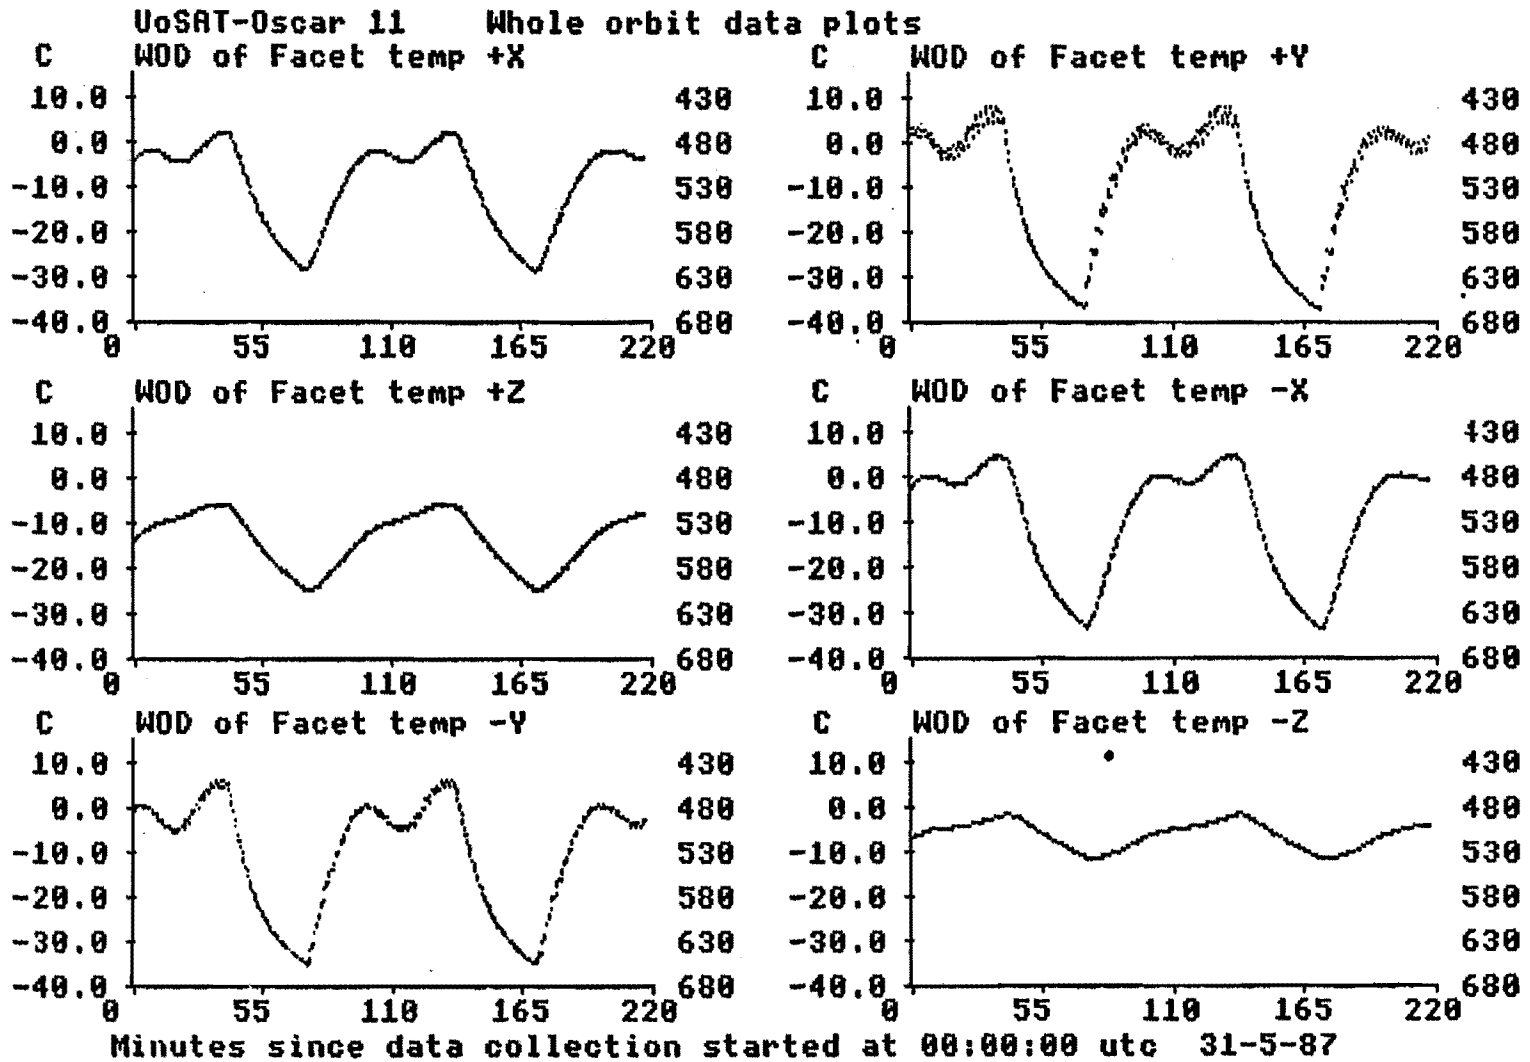 UoSAT-Oscar 11 Whole orbit data plots
C WOD of Facet temp +X
10.0 430
0.0 480
-10.0 530
-20.0 580
-30.0 630
-40.0 680
0 55 110 165 220
C WOD of Facet temp +Y
10.0 430
0.0 480
-10.0 530
-20.0 580
-30.0 630
-40.0 680
0 55 110 165 220
C WOD of Facet temp +Z
10.0 430
0.0 480
-10.0 530
-20.0 580
-30.0 630
-40.0 680
0 55 110 165 220
C WOD of Facet temp -X
10.0 430
0.0 480
-10.0 530
-20.0 580
-30.0 630
-40.0 680
0 55 110 165 220
C WOD of Facet temp -Y
10.0 430
0.0 480
-10.0 530
-20.0 580
-30.0 630
-40.0 680
0 55 110 165 220
C WOD of Facet temp -Z
10.0 430
0.0 480
-10.0 530
-20.0 580
-30.0 630
-40.0 680
0 55 110 165 220
Minutes since data collection started at 00:00:00 utc 31-5-87